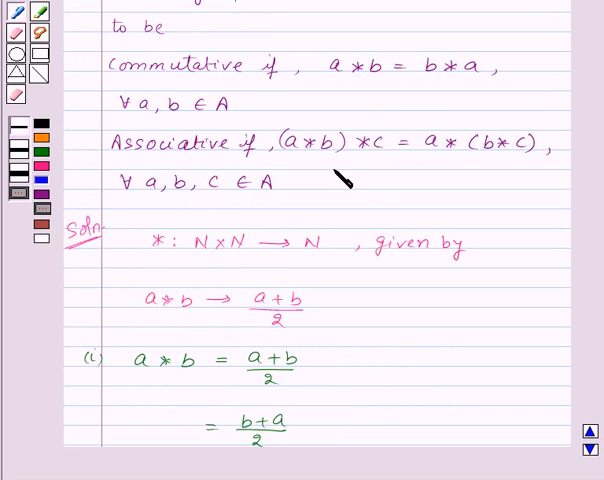 to be
Commutative if, a * b = b * a,
∀ a, b ∈ A
Associative if, (a * b) * c = a * (b * c),
∀ a, b, c ∈ A
Soln. * : N × N → N , given by
a * b → a + b / 2
(i) a * b = a + b / 2
= b + a / 2